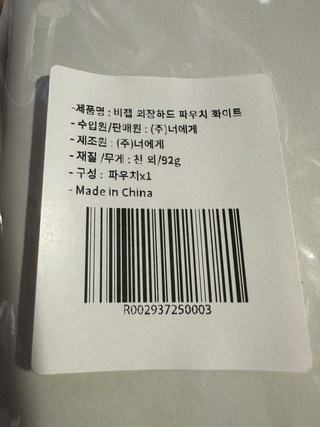 -제품명 : 비잽 외장하드 파우치 화이트
- 수입원/판매원 : (주)너에게
- 제조원 : (주)너에게
- 재질 /무게 : 천 외/92g
- 구성 : 파우치x1
- Made in China
R002937250003